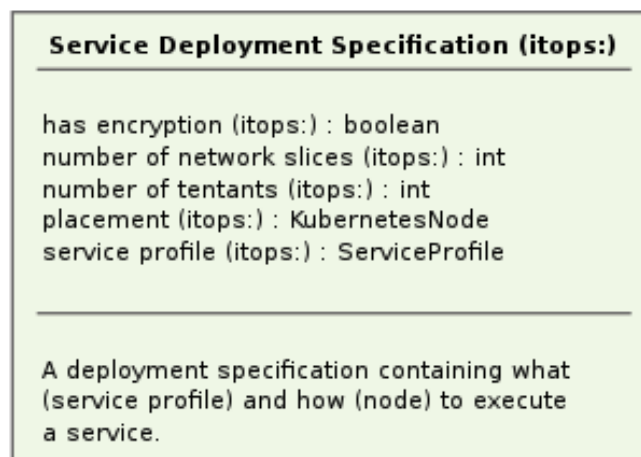 Service Deployment Specification (itops:)
has encryption (itops:) : boolean
number of network slices (itops:) : int
number of tentants (itops:) : int
placement (itops:) : KubernetesNode
service profile (itops:) : ServiceProfile
A deployment specification containing what
(service profile) and how (node) to execute
a service.